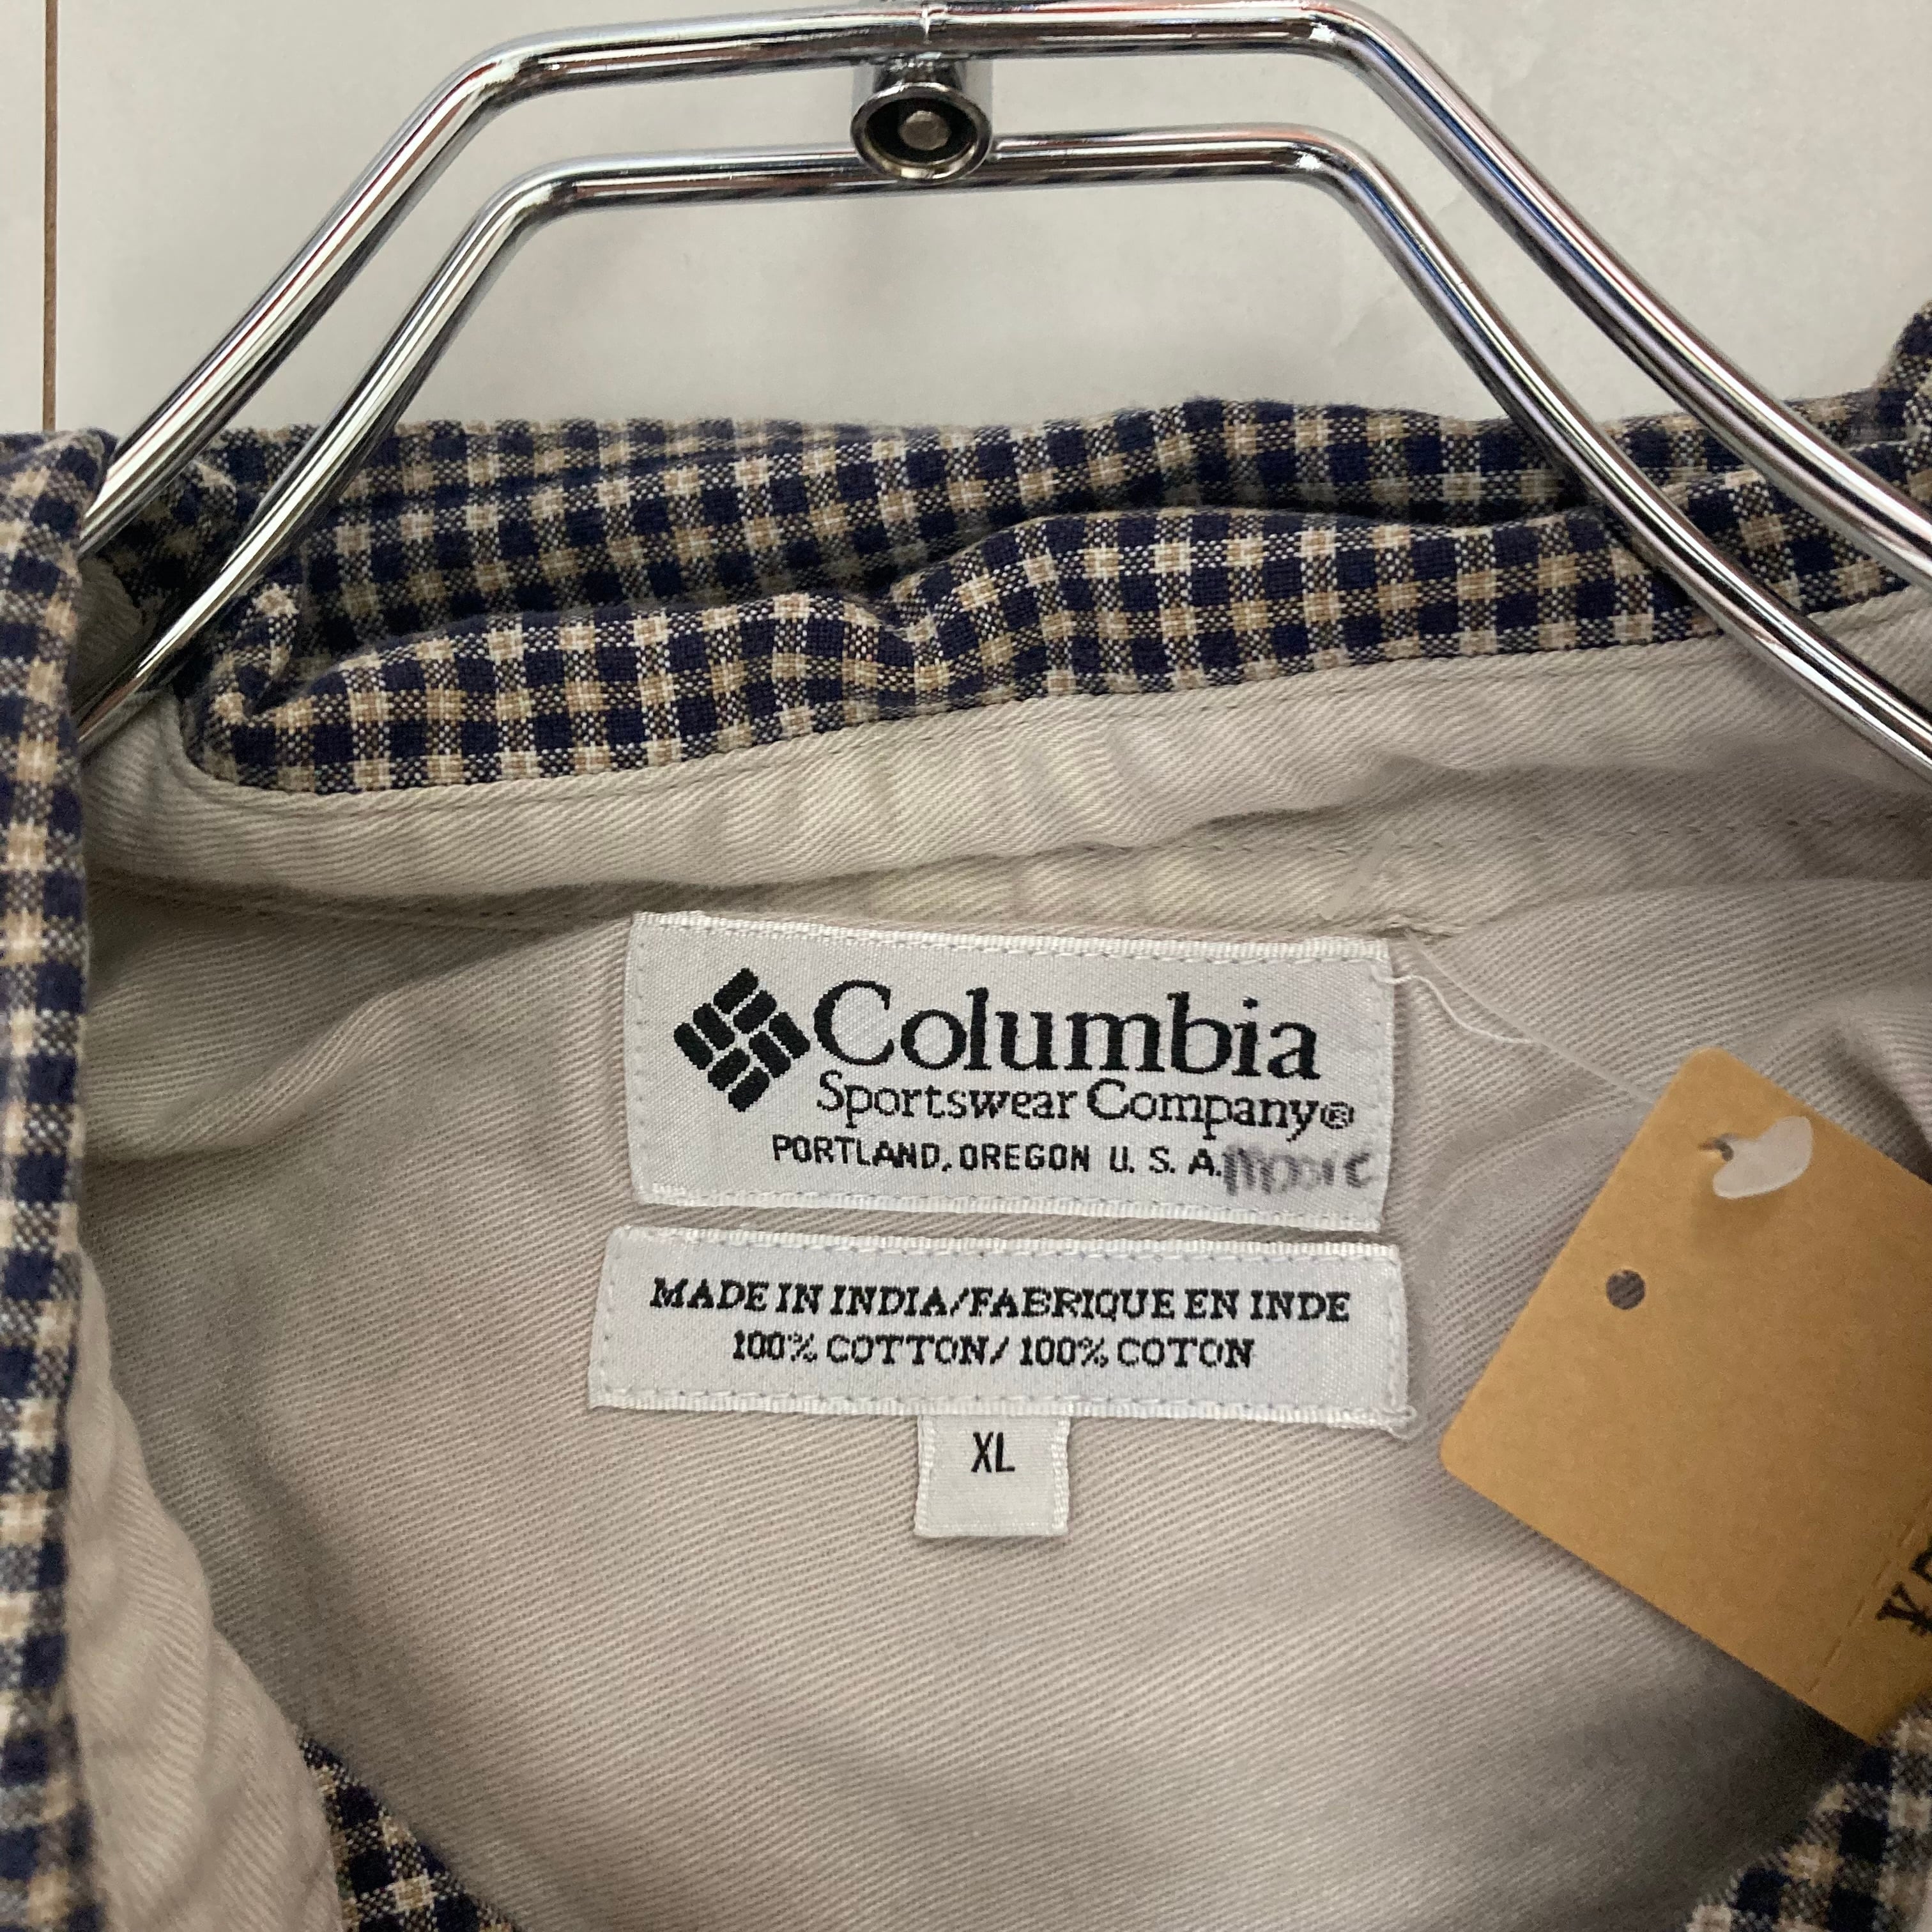 Columbia
Sportswear Company®
PORTLAND, OREGON U. S. A.
MADE IN INDIA/FABRIQUE EN INDE
100% COTTON/ 100% COTON
XL